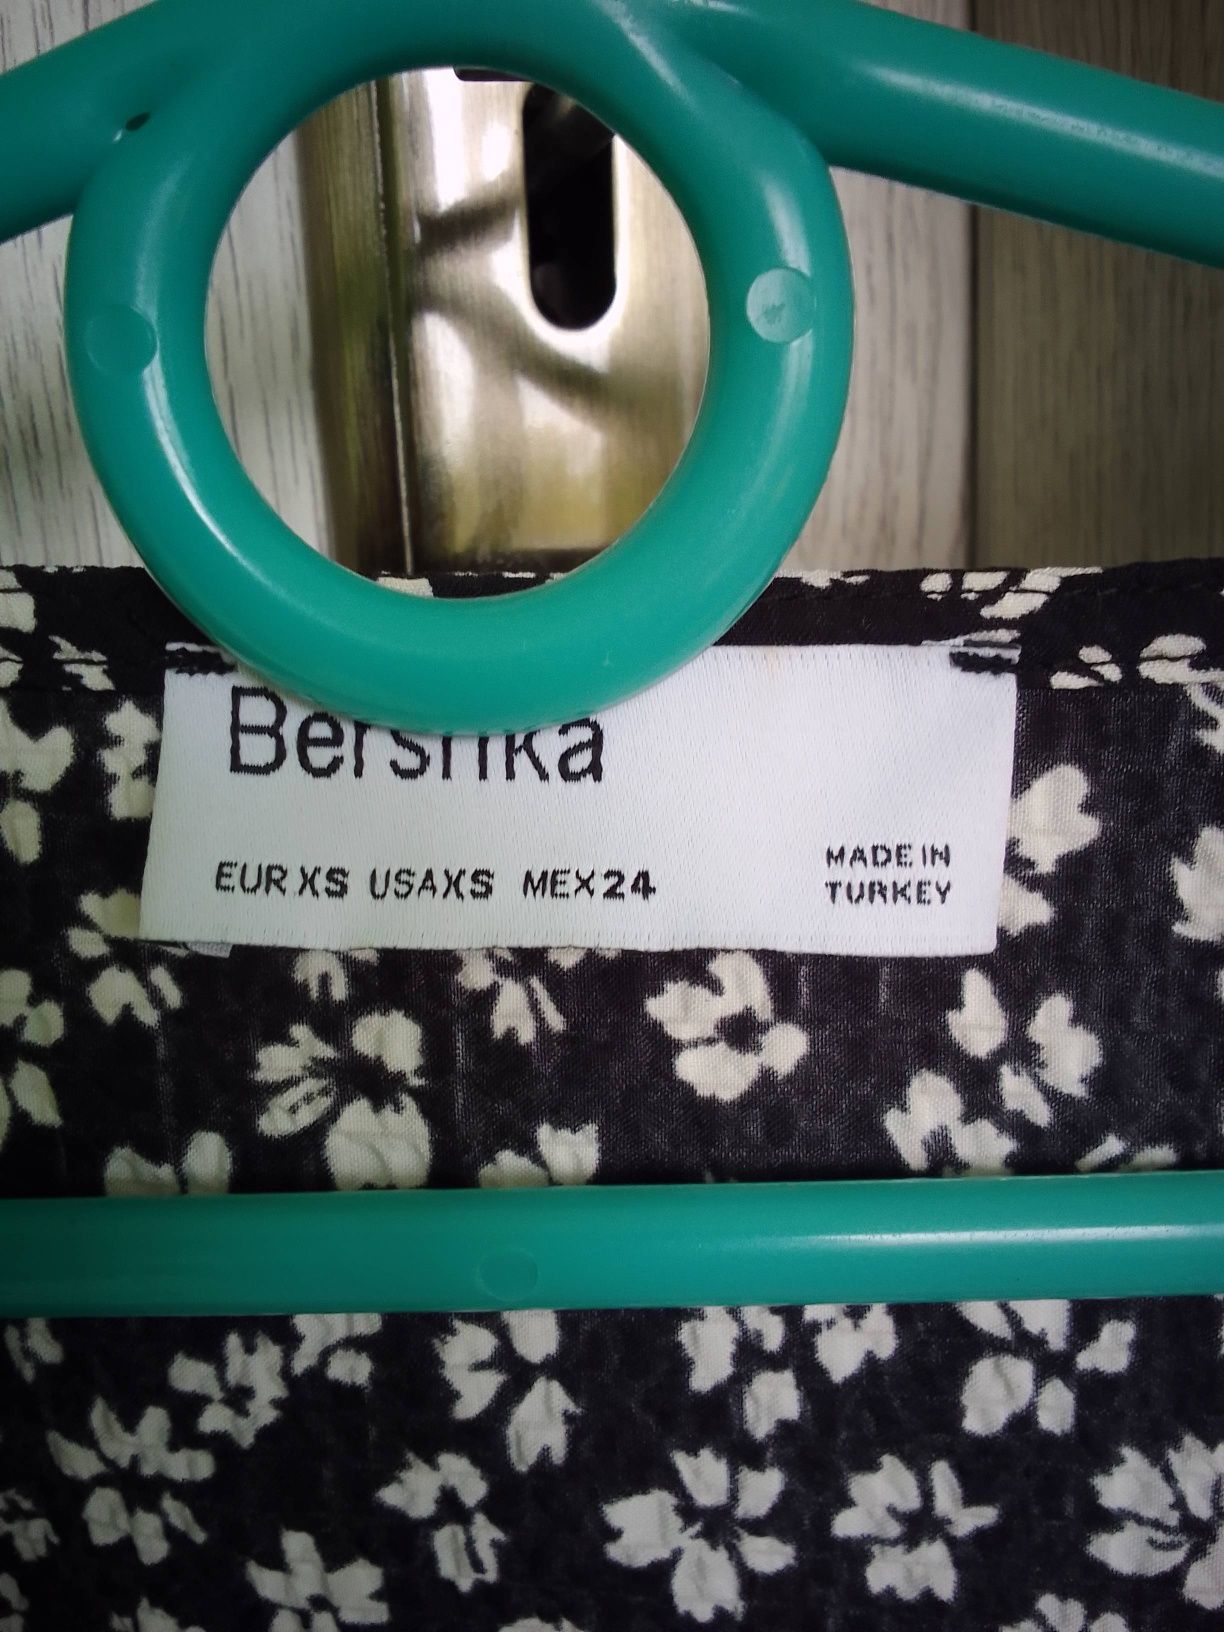 Bershka
EUR XS USA XS MEX 24
MADE IN
TURKEY